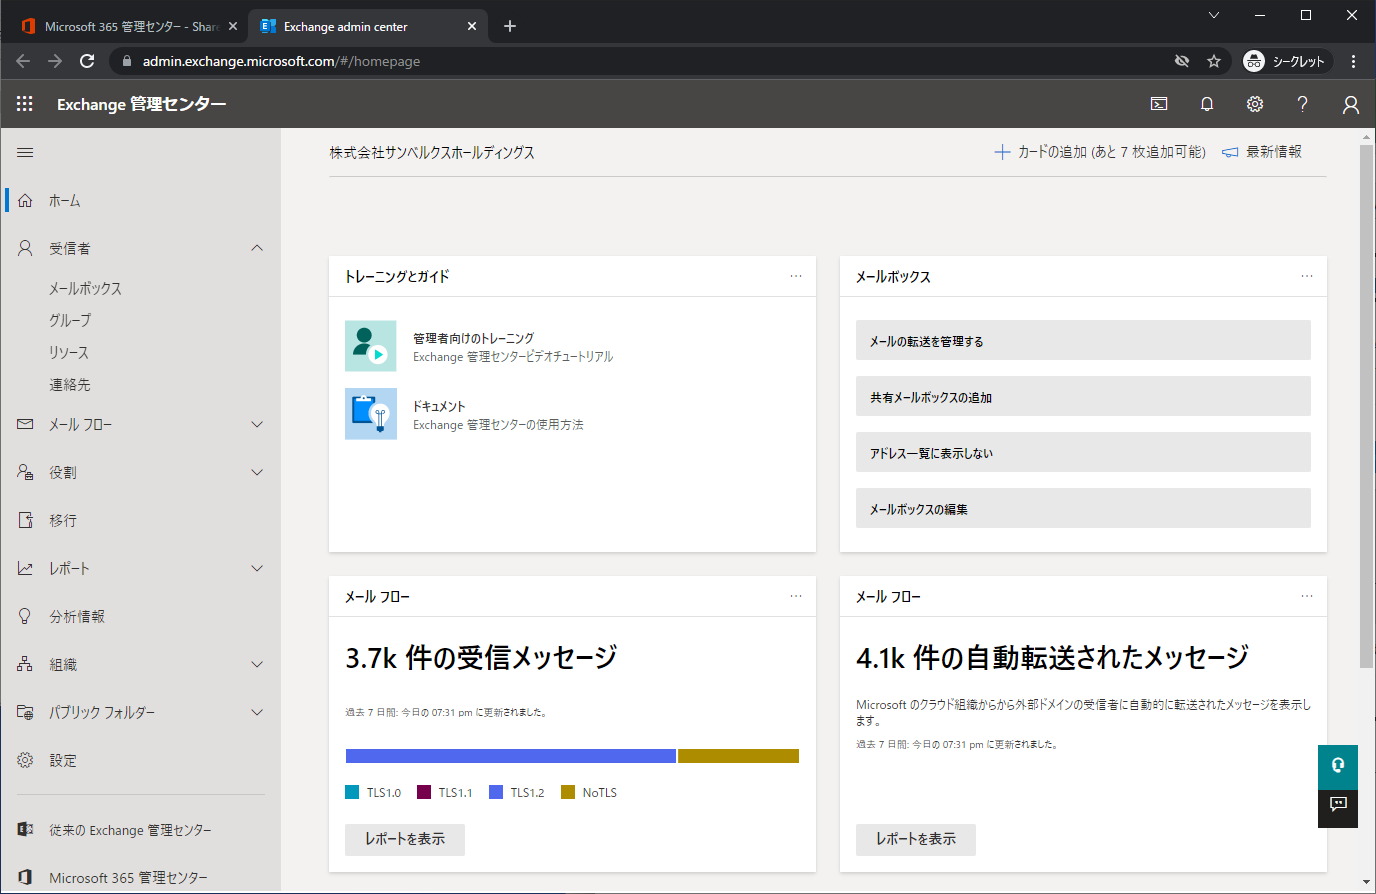 Microsoft 365 管理センター - Share
Exchange admin center
admin.exchange.microsoft.com/#/homepage
シークレット
Exchange 管理センター
株式会社サンベルクスホールディングス
カードの追加 (あと 7 枚追加可能)
最新情報
ホーム
受信者
メールボックス
グループ
リソース
連絡先
メール フロー
役割
移行
レポート
分析情報
組織
パブリック フォルダー
設定
従来の Exchange 管理センター
Microsoft 365 管理センター
トレーニングとガイド
管理者向けのトレーニング
Exchange 管理センタービデオチュートリアル
ドキュメント
Exchange 管理センターの使用方法
メールボックス
メールの転送を管理する
共有メールボックスの追加
アドレス一覧に表示しない
メールボックスの編集
メール フロー
3.7k 件の受信メッセージ
過去 7 日間: 今日の 07:31 pm に更新されました。
TLS1.0
TLS1.1
TLS1.2
NoTLS
レポートを表示
メール フロー
4.1k 件の自動転送されたメッセージ
Microsoft のクラウド組織からから外部ドメインの受信者に自動的に転送されたメッセージを表示し
ます。
過去 7 日間: 今日の 07:31 pm に更新されました。
レポートを表示